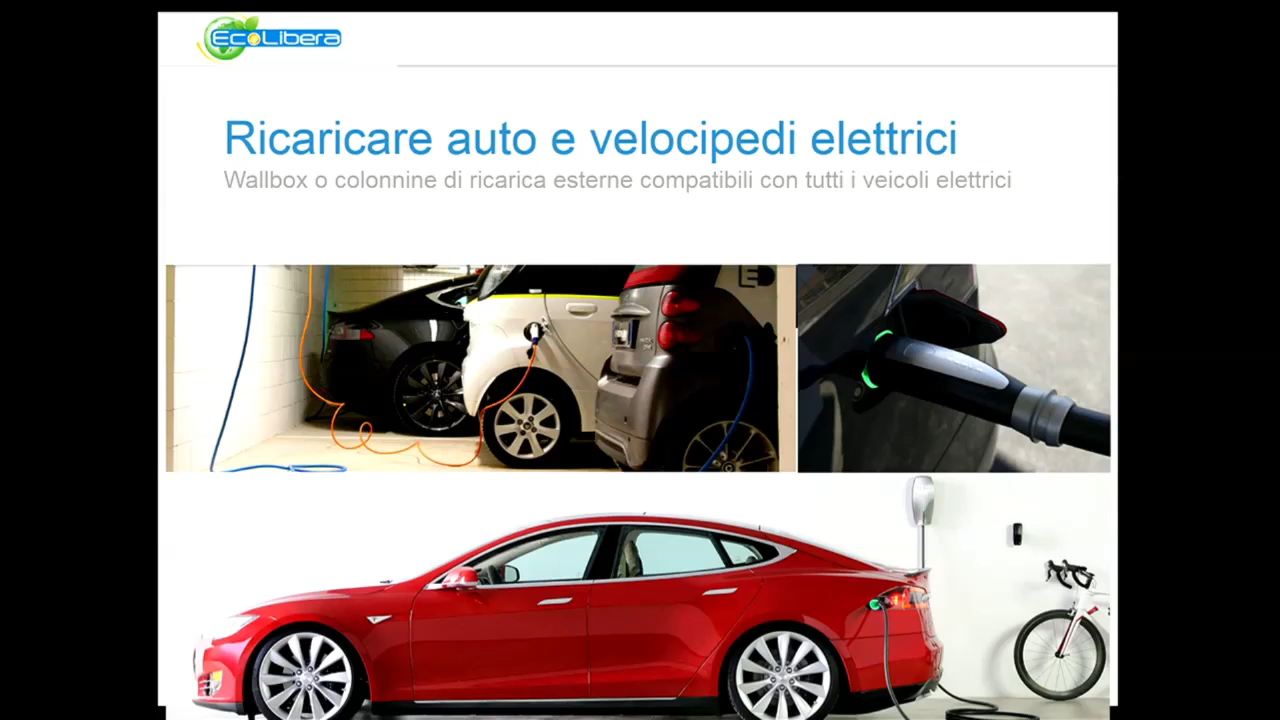 EcoLibera
Ricaricare auto e velocipedi elettrici
Wallbox o colonnine di ricarica esterne compatibili con tutti i veicoli elettrici